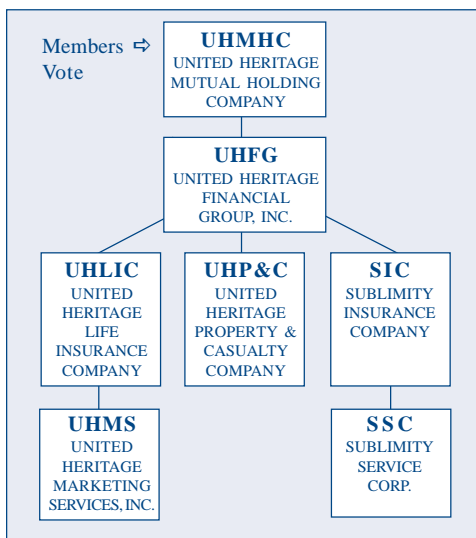 Members ⇨
Vote
UHMHC
UNITED HERITAGE
MUTUAL HOLDING
COMPANY
UHFG
UNITED HERITAGE
FINANCIAL
GROUP, INC.
UHLIC
UNITED
HERITAGE
LIFE
INSURANCE
COMPANY
UHP&C
UNITED
HERITAGE
PROPERTY &
CASUALTY
COMPANY
SIC
SUBLIMITY
INSURANCE
COMPANY
UHMS
UNITED
HERITAGE
MARKETING
SERVICES, INC.
SSC
SUBLIMITY
SERVICE
CORP.